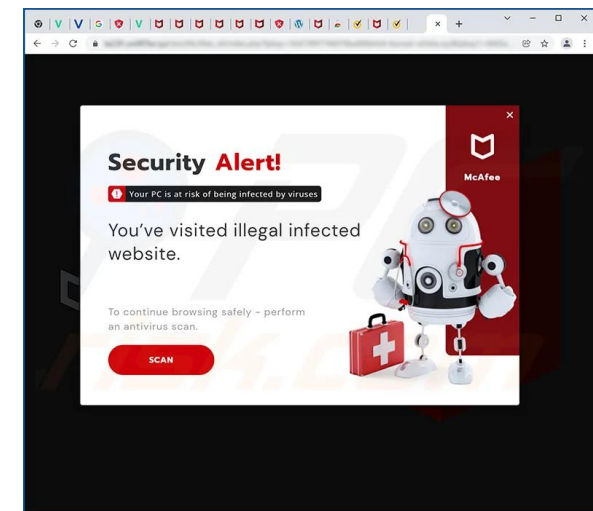 Security Alert!
McAfee
Your PC is at risk of being infected by viruses
You've visited illegal infected
website.
To continue browsing safely – perform
an antivirus scan.
SCAN